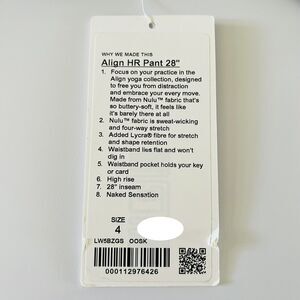 WHY WE MADE THIS
Align HR Pant 28"
1. Focus on your practice in the
Align yoga collection, designed
to free you from distraction
and embrace your every move.
Made from Nulu™ fabric that's
so buttery-soft, it feels like
it's barely there at all
2. Nulu™ fabric is sweat-wicking
and four-way stretch
3. Added Lycra® fibre for stretch
and shape retention
4. Waistband lies flat and won't
dig in
5. Waistband pocket holds your key
or card
6. High rise
7. 28" inseam
8. Naked Sensation
SIZE
4
LW5BZGS OOSK
000112976426